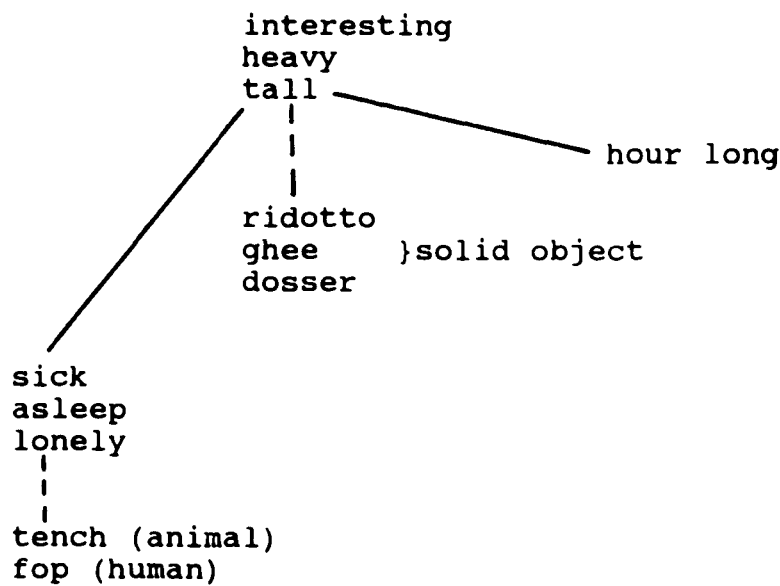 interesting
heavy
tall
hour long
ridotto
ghee }solid object
dosser
sick
asleep
lonely
tench (animal)
fop (human)